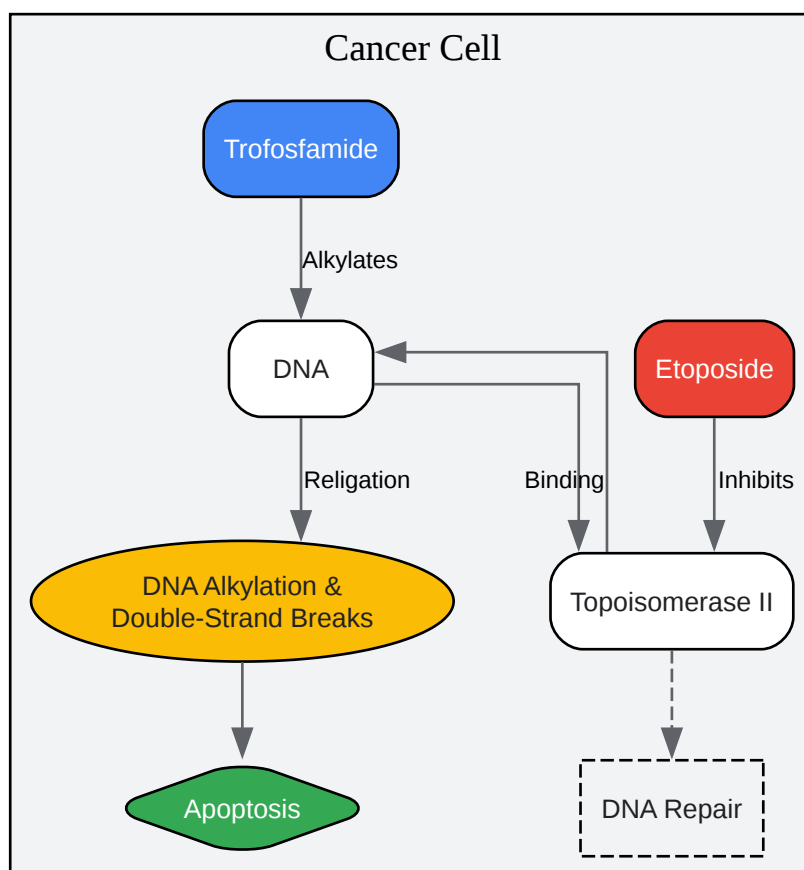 Cancer Cell
Trofosfamide
Alkylates
DNA
Etoposide
Religation
Binding
Inhibits
DNA Alkylation &
Double-Strand Breaks
Topoisomerase II
Apoptosis
DNA Repair